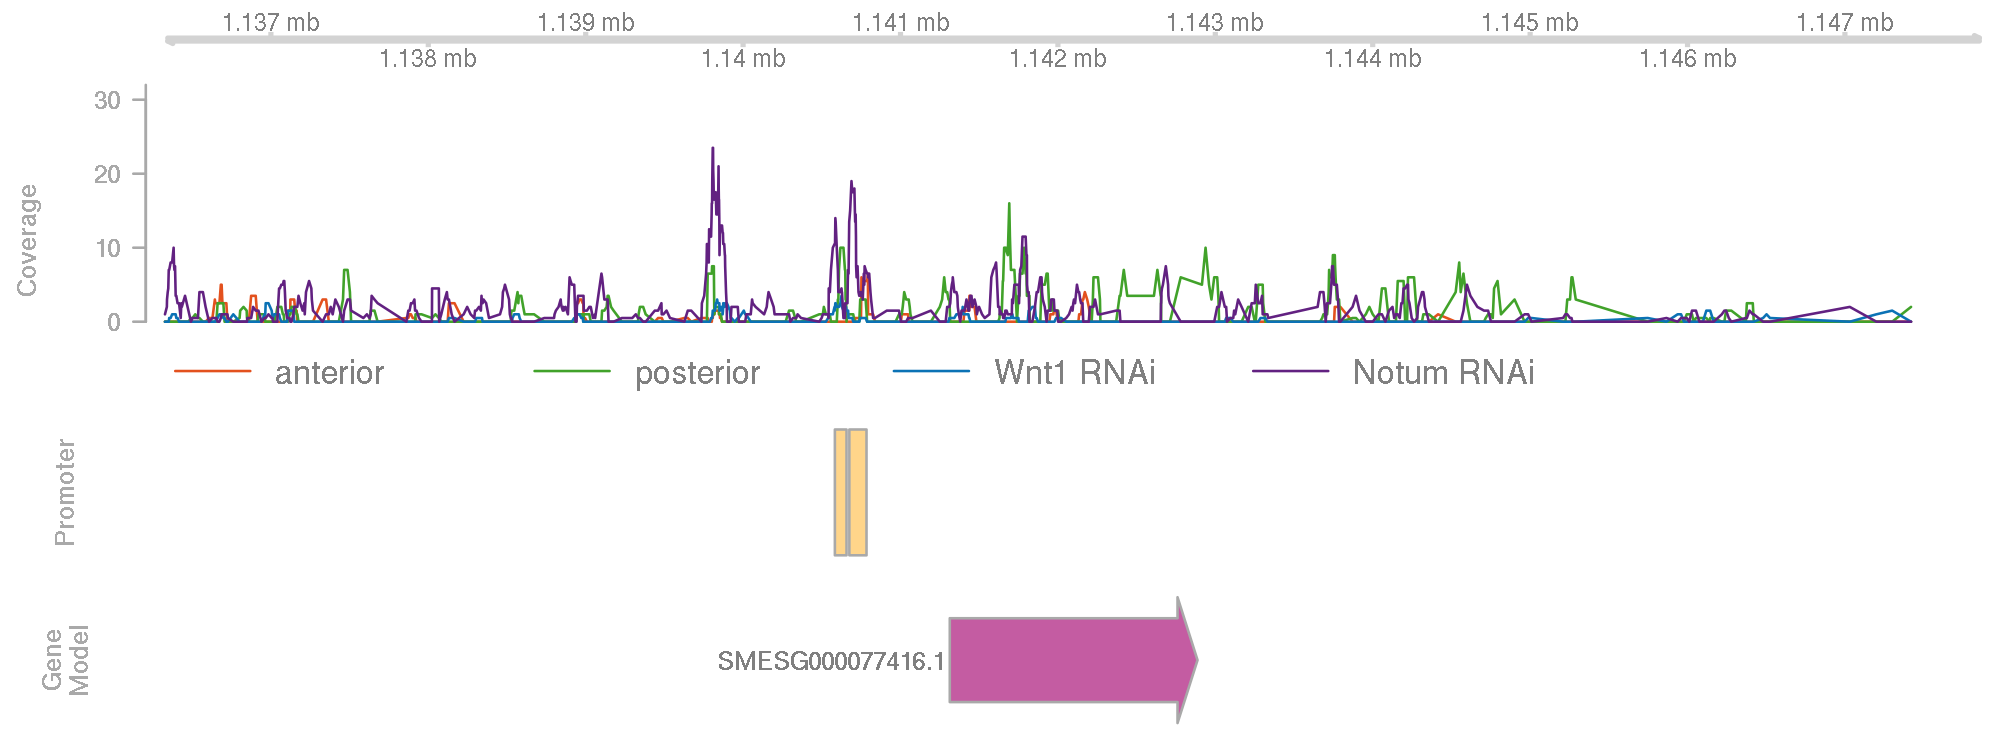 1.137 mb 1.139 mb 1.141 mb 1.143 mb 1.145 mb 1.147 mb
1.138 mb 1.14 mb 1.142 mb 1.144 mb 1.146 mb
Coverage
30
20
10
0
anterior posterior Wnt1 RNAi Notum RNAi
Promoter
Gene
Model
SMESG000077416.1